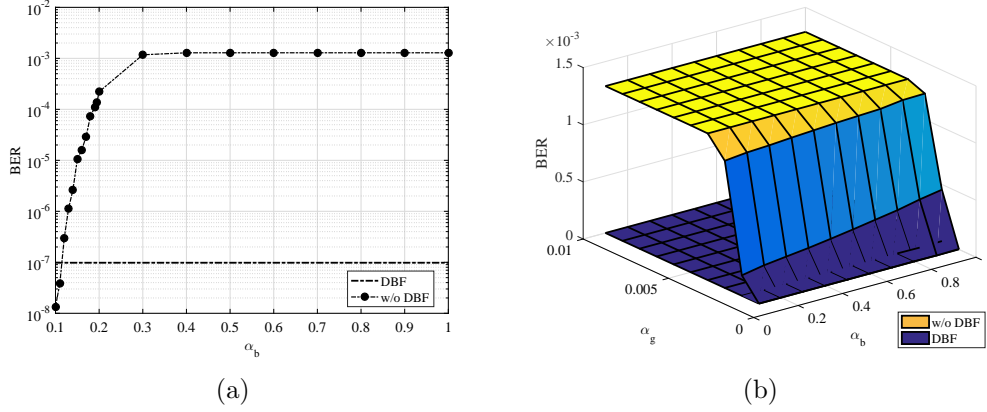 10^-2
10^-3
10^-4
10^-5
10^-6
10^-7
10^-8
BER
0.1 0.2 0.3 0.4 0.5 0.6 0.7 0.8 0.9 1
α_b
DBF
w/o DBF
(a)
×10^-3
1.5
1
0.5
0
BER
0.01
0.005
0
α_g
0
0.2
0.4
0.6
0.8
α_b
w/o DBF
DBF
(b)